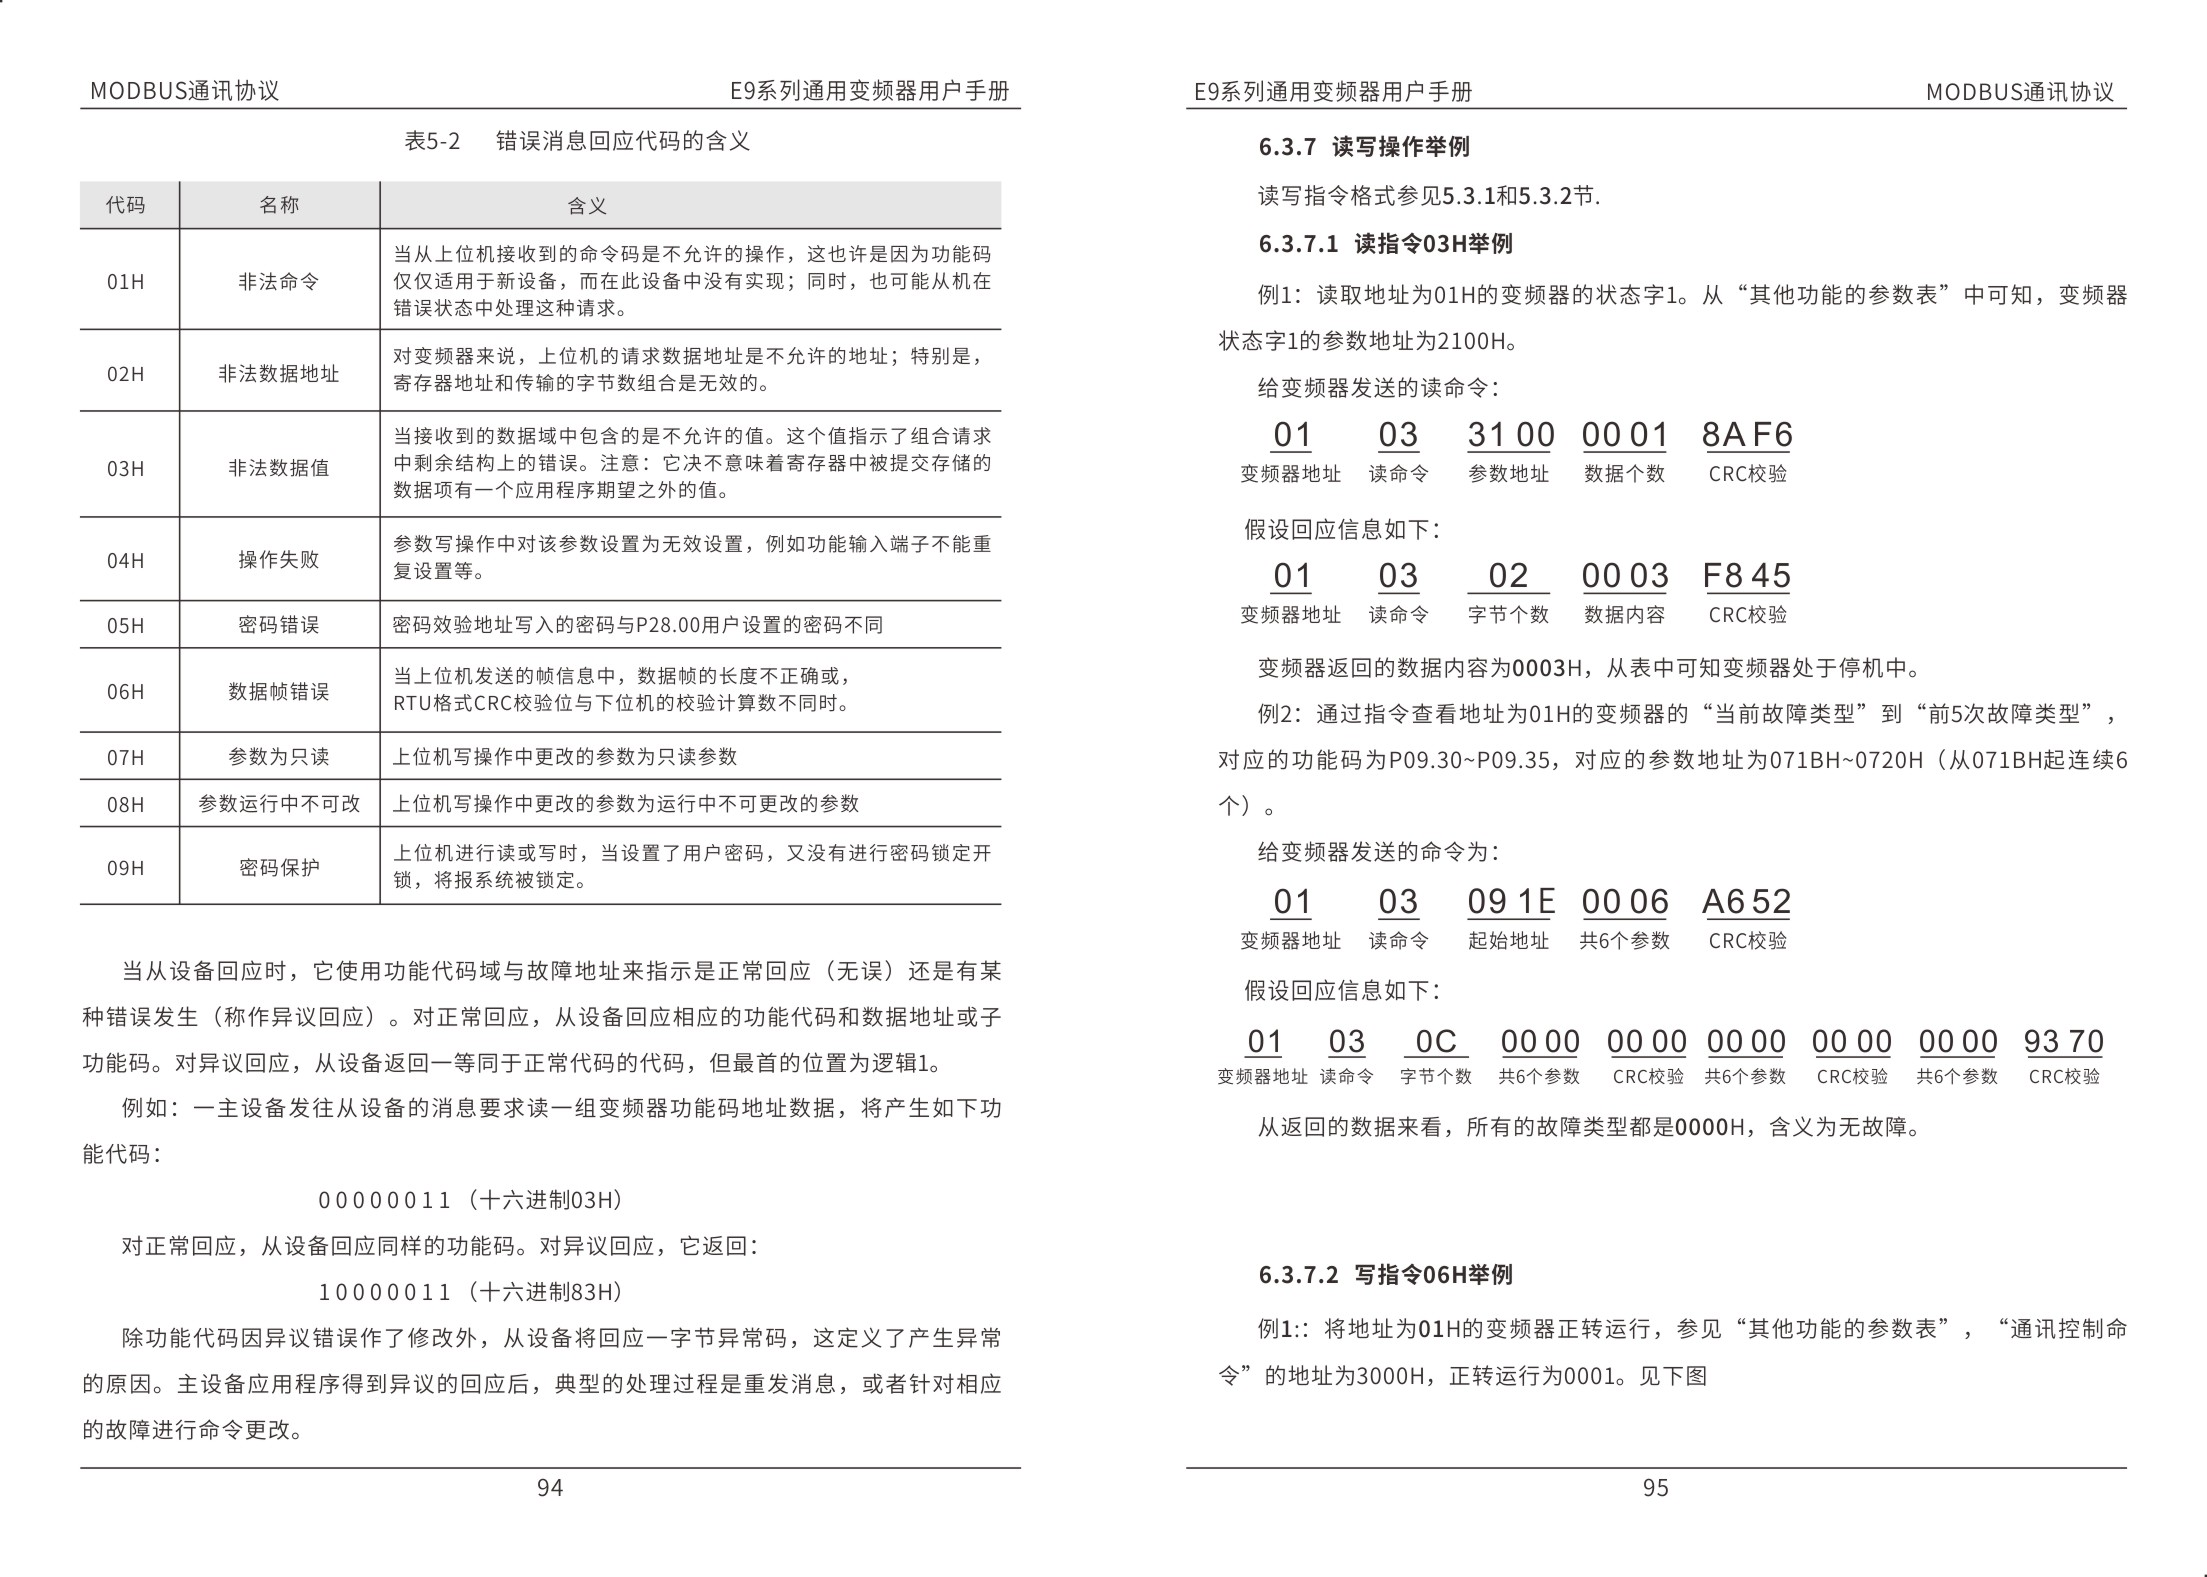 MODBUS通讯协议 E9系列通用变频器用户手册
表5-2 错误消息回应代码的含义
代码 名称 含义
01H 非法命令
当从上位机接收到的命令码是不允许的操作，这也许是因为功能码
仅仅适用于新设备，而在此设备中没有实现；同时，也可能从机在
错误状态中处理这种请求。
02H 非法数据地址
对变频器来说，上位机的请求数据地址是不允许的地址；特别是，
寄存器地址和传输的字节数组合是无效的。
03H 非法数据值
当接收到的数据域中包含的是不允许的值。这个值指示了组合请求
中剩余结构上的错误。注意：它决不意味着寄存器中被提交存储的
数据项有一个应用程序期望之外的值。
04H 操作失败
参数写操作中对该参数设置为无效设置，例如功能输入端子不能重
复设置等。
05H 密码错误 密码效验地址写入的密码与P28.00用户设置的密码不同
06H 数据帧错误
当上位机发送的帧信息中，数据帧的长度不正确或，
RTU格式CRC校验位与下位机的校验计算数不同时。
07H 参数为只读 上位机写操作中更改的参数为只读参数
08H 参数运行中不可改 上位机写操作中更改的参数为运行中不可更改的参数
09H 密码保护
上位机进行读或写时，当设置了用户密码，又没有进行密码锁定开
锁，将报系统被锁定。
当从设备回应时，它使用功能代码域与故障地址来指示是正常回应（无误）还是有某
种错误发生（称作异议回应）。对正常回应，从设备回应相应的功能代码和数据地址或子
功能码。对异议回应，从设备返回一等同于正常代码的代码，但最首的位置为逻辑1。
例如：一主设备发往从设备的消息要求读一组变频器功能码地址数据，将产生如下功
能代码：
0 0 0 0 0 0 1 1 （十六进制03H）
对正常回应，从设备回应同样的功能码。对异议回应，它返回：
1 0 0 0 0 0 1 1 （十六进制83H）
除功能代码因异议错误作了修改外，从设备将回应一字节异常码，这定义了产生异常
的原因。主设备应用程序得到异议的回应后，典型的处理过程是重发消息，或者针对相应
的故障进行命令更改。
94
E9系列通用变频器用户手册 MODBUS通讯协议
6.3.7 读写操作举例
读写指令格式参见5.3.1和5.3.2节.
6.3.7.1 读指令03H举例
例1：读取地址为01H的变频器的状态字1。从“其他功能的参数表”中可知，变频器
状态字1的参数地址为2100H。
给变频器发送的读命令：
01 03 31 00 00 01 8A F6
变频器地址 读命令 参数地址 数据个数 CRC校验
假设回应信息如下：
01 03 02 00 03 F8 45
变频器地址 读命令 字节个数 数据内容 CRC校验
变频器返回的数据内容为0003H，从表中可知变频器处于停机中。
例2：通过指令查看地址为01H的变频器的“当前故障类型”到“前5次故障类型”，
对应的功能码为P09.30~P09.35，对应的参数地址为071BH~0720H（从071BH起连续6
个）。
给变频器发送的命令为：
01 03 09 1E 00 06 A6 52
变频器地址 读命令 起始地址 共6个参数 CRC校验
假设回应信息如下：
01 03 0C 00 00 00 00 00 00 00 00 00 00 93 70
变频器地址 读命令 字节个数 共6个参数 CRC校验 共6个参数 CRC校验 共6个参数 CRC校验
从返回的数据来看，所有的故障类型都是0000H，含义为无故障。
6.3.7.2 写指令06H举例
例1:：将地址为01H的变频器正转运行，参见“其他功能的参数表”，“通讯控制命
令”的地址为3000H，正转运行为0001。见下图
95